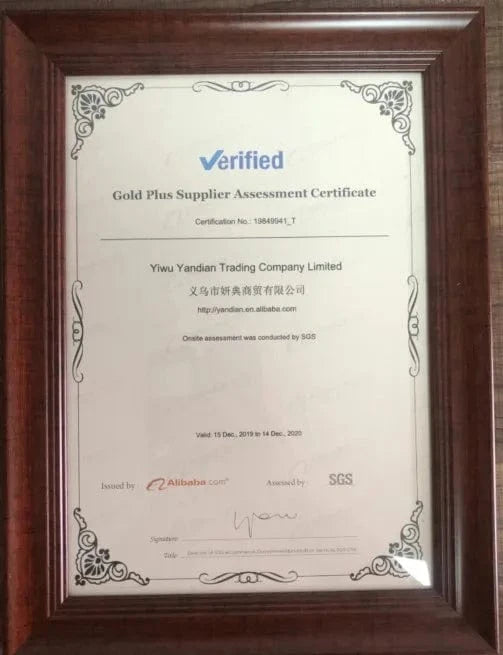 Verified
Gold Plus Supplier Assessment Certificate
Certification No.: 19849941_T
Yiwu Yandian Trading Company Limited
义乌市妍典商贸有限公司
http://yandian.en.alibaba.com
Onsite assessment was conducted by SGS
Valid: 15 Dec., 2019 to 14 Dec., 2020
Issued by Alibaba.com Assessed by SGS
Signature
Title